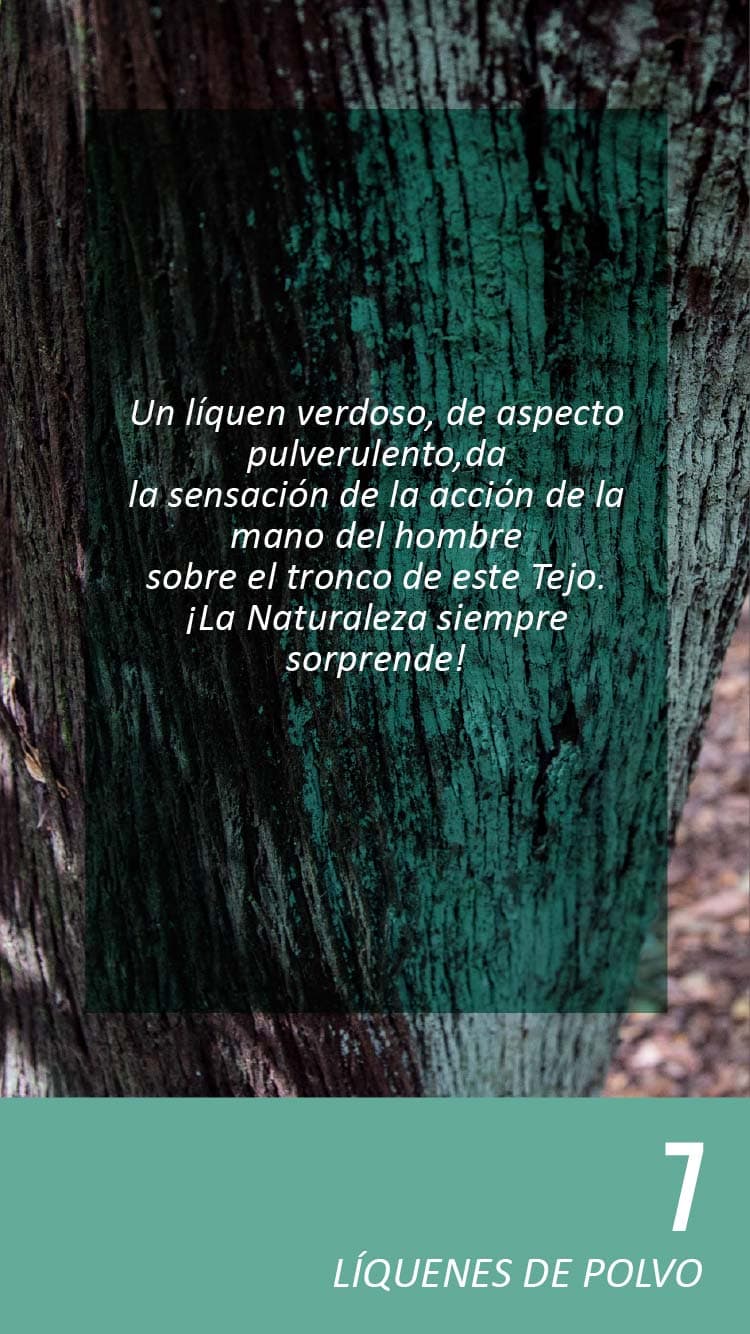 Un líquen verdoso, de aspecto
pulverulento,da
la sensación de la acción de la
mano del hombre
sobre el tronco de este Tejo.
¡La Naturaleza siempre
sorprende!
7
LÍQUENES DE POLVO